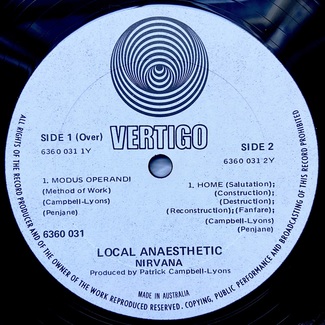 VERTIGO
SIDE 1 (Over)
6360 031 1Y
1. MODUS OPERANDI
(Method of Work)
(Campbell-Lyons)
(Penjane)
6360 031
SIDE 2
6360 031 2Y
1. HOME (Salutation);
(Construction);
(Destruction);
(Reconstruction); (Fanfare);
(Campbell-Lyons)
(Penjane)
LOCAL ANAESTHETIC
NIRVANA
Produced by Patrick Campbell-Lyons
MADE IN AUSTRALIA
ALL RIGHTS OF THE RECORD PRODUCER AND OF THE OWNER OF THE WORK REPRODUCED RESERVED. COPYING, PUBLIC PERFORMANCE AND BROADCASTING OF THIS RECORD PROHIBITED